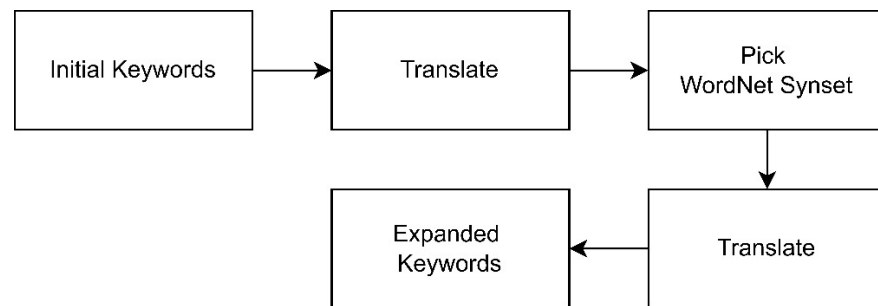 Initial Keywords
Translate
Pick
WordNet Synset
Translate
Expanded
Keywords